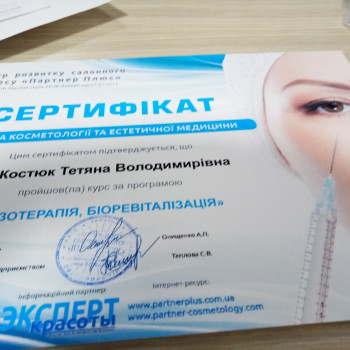 р розвитку салонного
есу «Партнер Плюс»
СЕРТИФІКАТ
КОСМЕТОЛОГІЇ ТА ЕСТЕТИЧНОЇ МЕДИЦИНИ
Цим сертифікатом підтверджується, що
Костюк Тетяна Володимирівна
пройшов(ла) курс за програмою
ЗОТЕРАПІЯ, БІОРЕВІТАЛІЗАЦІЯ»
Онищенко А.П.
Теплова С.В.
Інформаційний партнер:
Інтернет-ресурс:
ЭКСПЕРТ
красоты
www.partnerplus.com.ua
www.partner-cosmetology.com